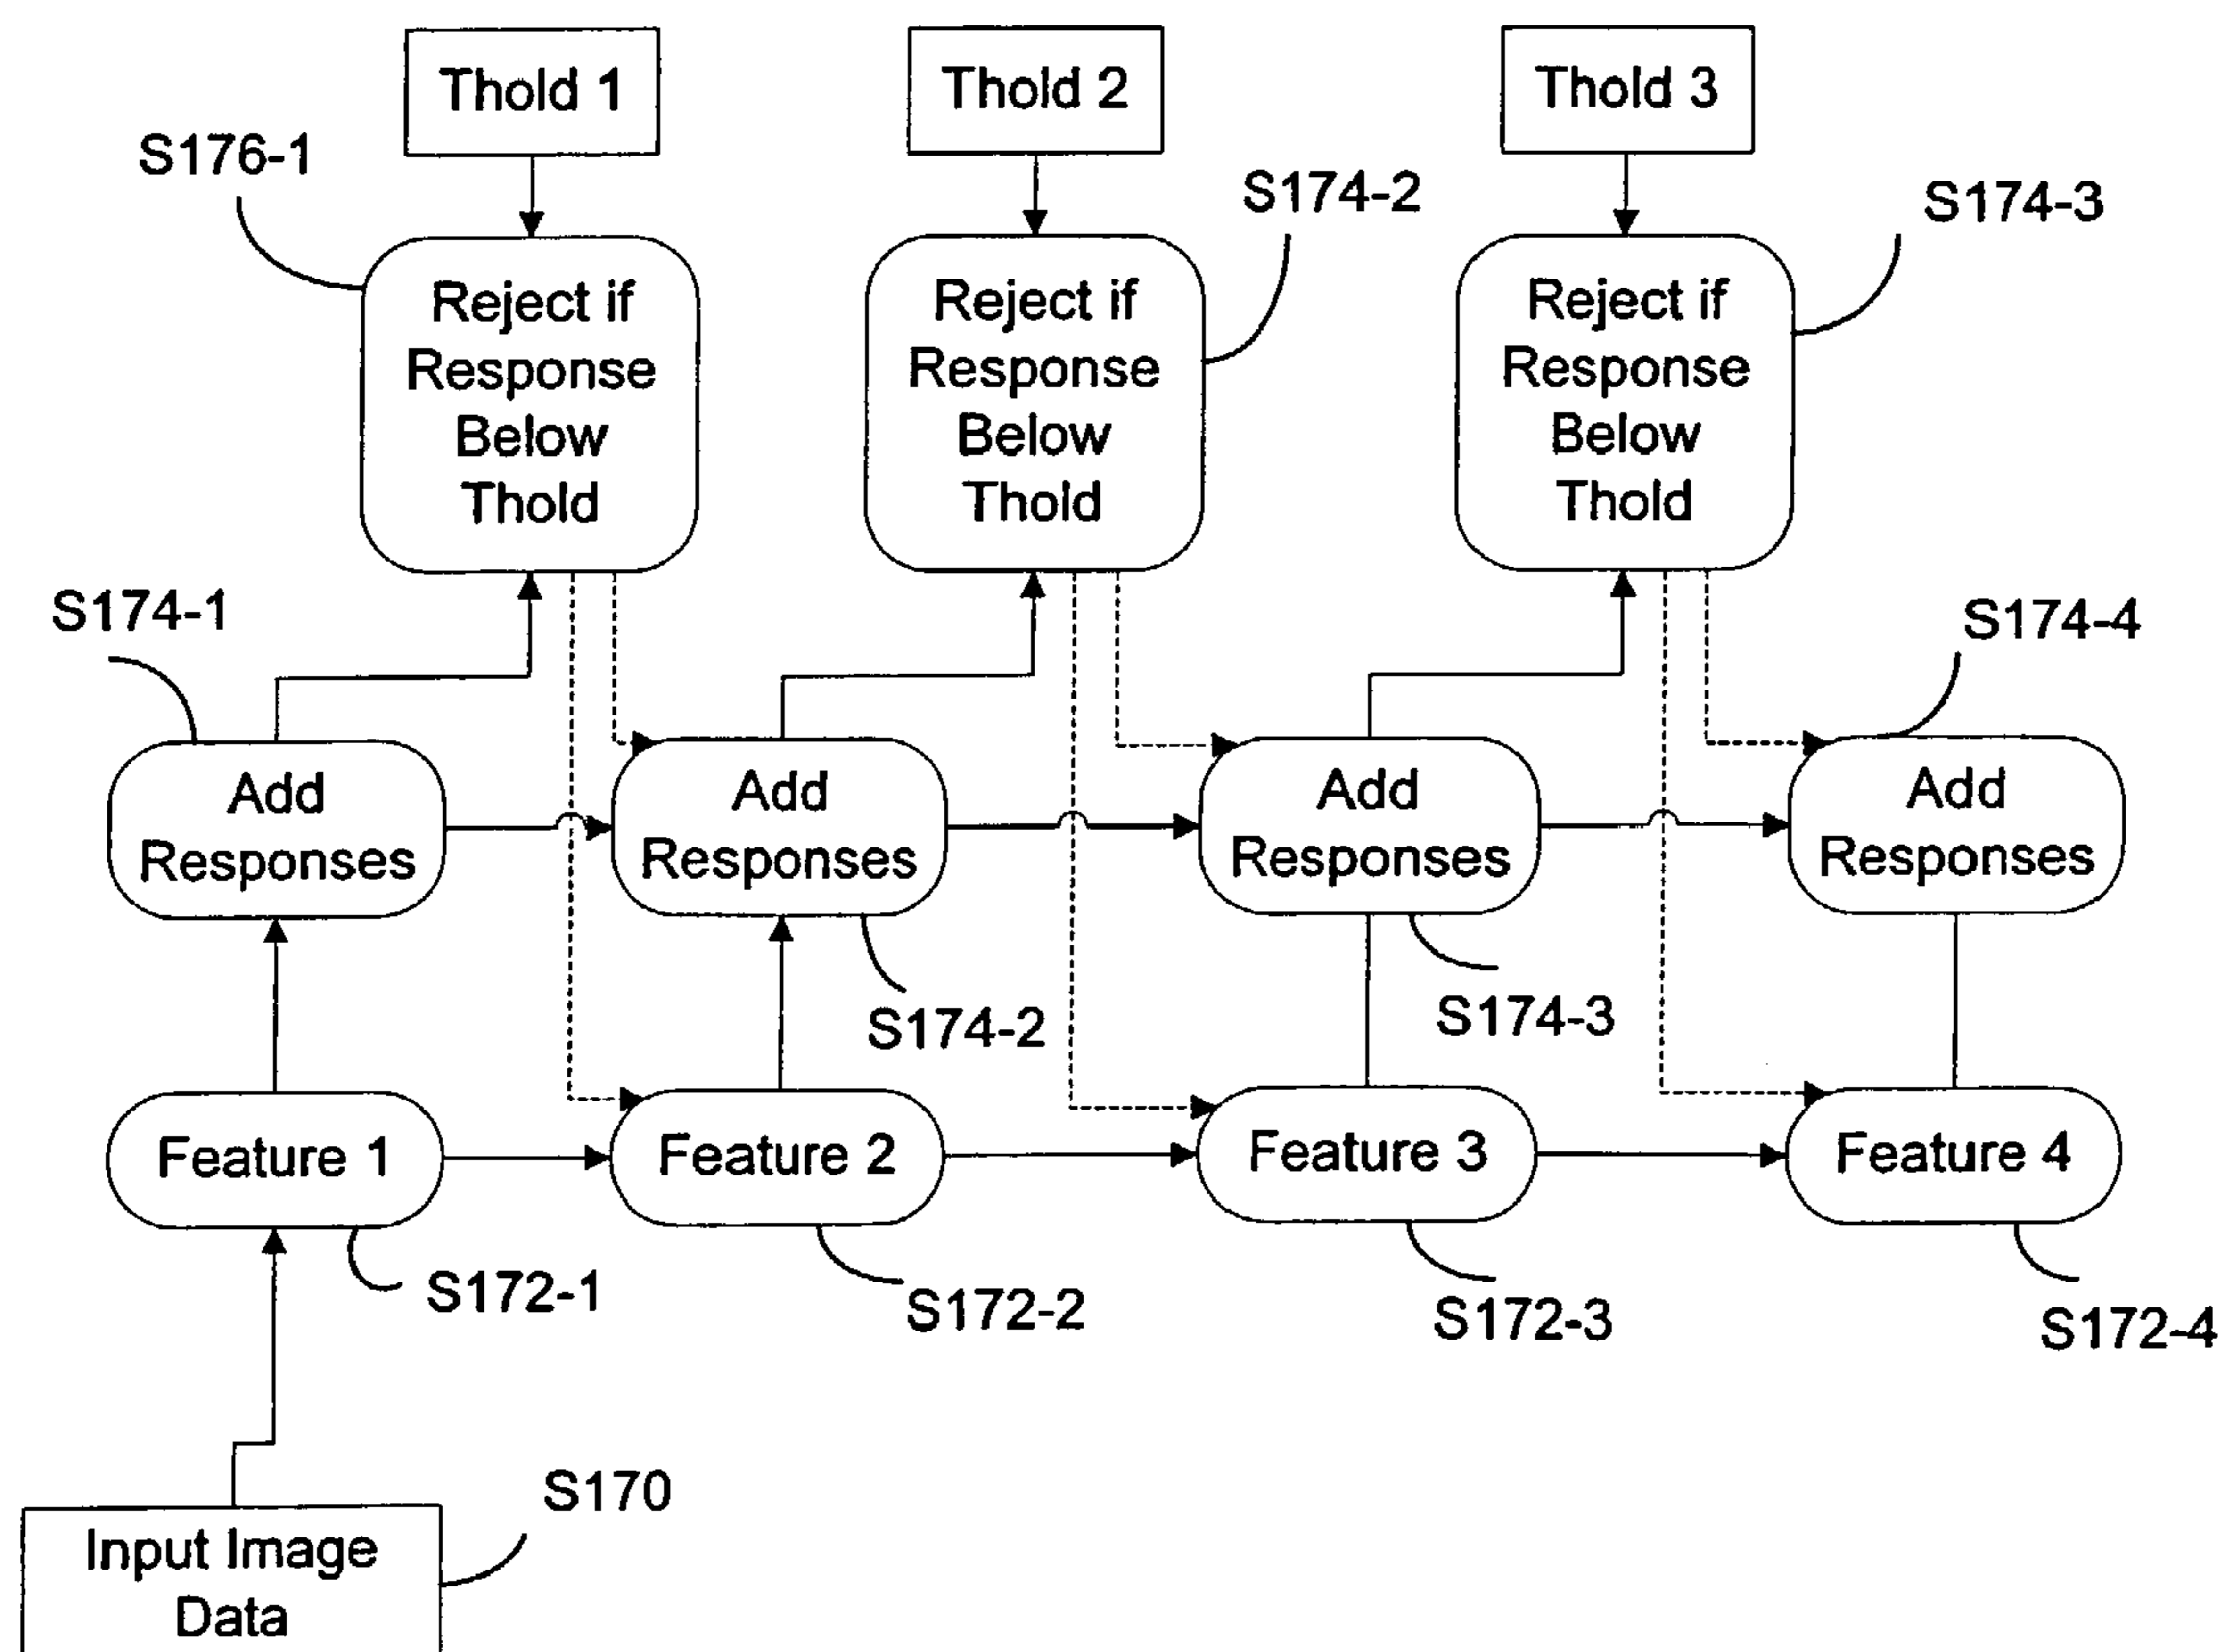 Thold 1
Thold 2
Thold 3
S176-1
S174-2
S174-3
Reject if
Response
Below
Thold
Reject if
Response
Below
Thold
Reject if
Response
Below
Thold
S174-1
S174-4
Add
Responses
Add
Responses
Add
Responses
Add
Responses
S174-2
S174-3
Feature 1
Feature 2
Feature 3
Feature 4
S172-1
S172-2
S172-3
S172-4
S170
Input Image
Data